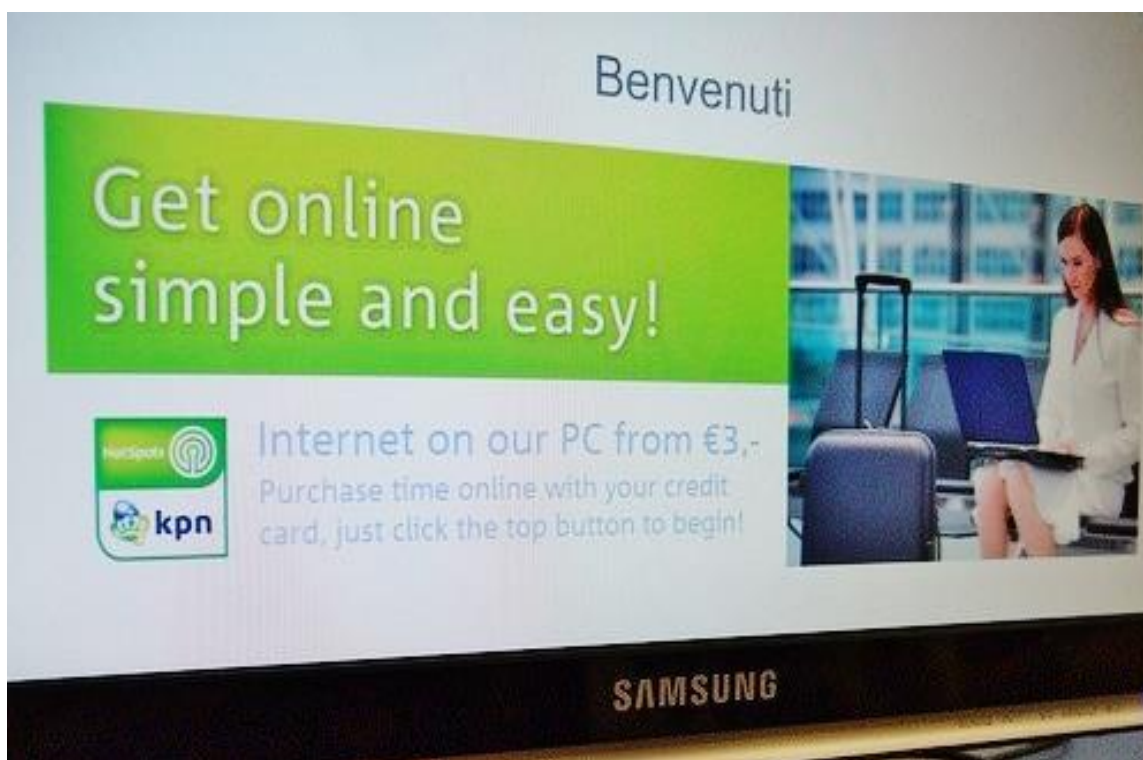 Benvenuti
Get online
simple and easy!
HotSpots
kpn
Internet on our PC from €3,-
Purchase time online with your credit
card, just click the top button to begin!
SAMSUNG